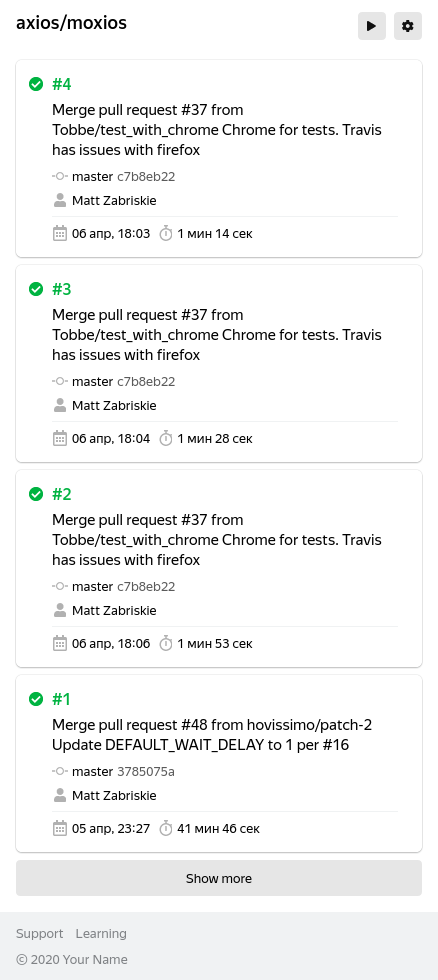 axios/moxios
#4
Merge pull request #37 from
Tobbe/test_with_chrome Chrome for tests. Travis
has issues with firefox
master c7b8eb22
Matt Zabriskie
06 апр, 18:03 1 мин 14 сек
#3
Merge pull request #37 from
Tobbe/test_with_chrome Chrome for tests. Travis
has issues with firefox
master c7b8eb22
Matt Zabriskie
06 апр, 18:04 1 мин 28 сек
#2
Merge pull request #37 from
Tobbe/test_with_chrome Chrome for tests. Travis
has issues with firefox
master c7b8eb22
Matt Zabriskie
06 апр, 18:06 1 мин 53 сек
#1
Merge pull request #48 from hovissimo/patch-2
Update DEFAULT_WAIT_DELAY to 1 per #16
master 3785075a
Matt Zabriskie
05 апр, 23:27 41 мин 46 сек
Show more
Support Learning
© 2020 Your Name